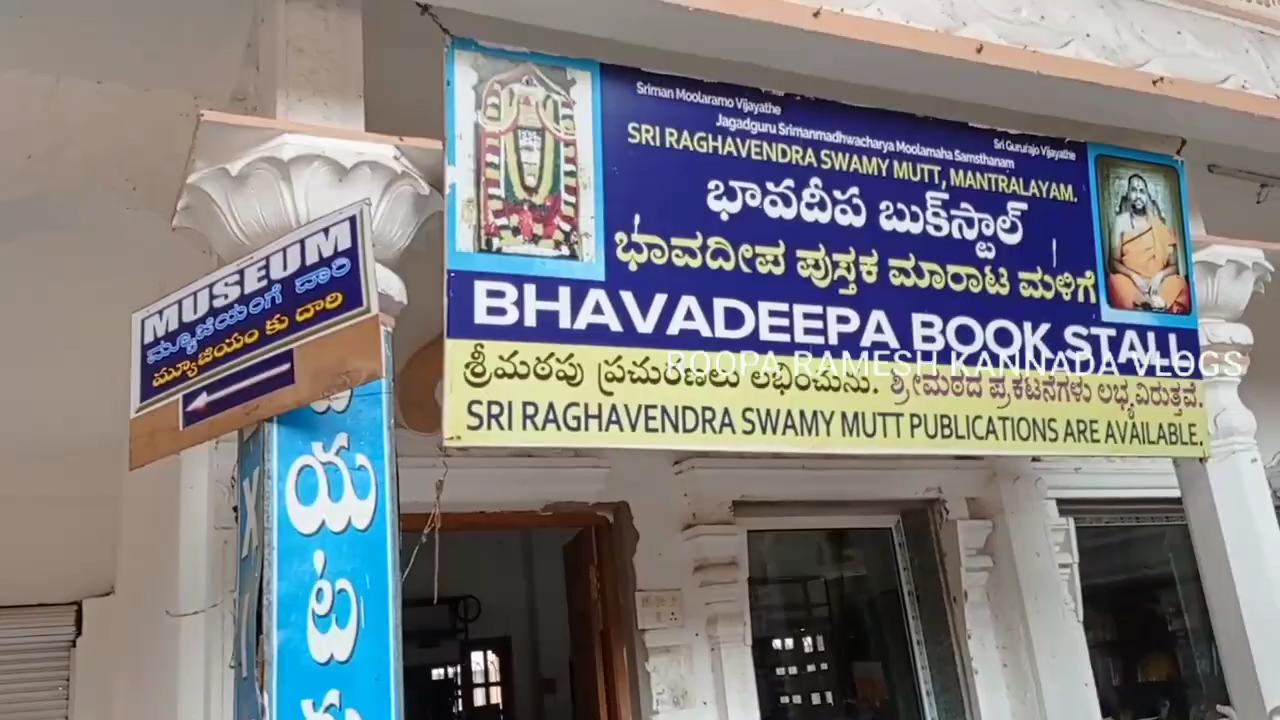 Sriman Moolaramo Vijayathe
Sri Gururajo Vijayathe
Jagadguru Srimanmadhwacharya Moolamaha Samsthanam
SRI RAGHAVENDRA SWAMY MUTT, MANTRALAYAM.
భావదీప బుక్‌స్టాల్
ಭಾವದೀಪ ಪುಸ್ತಕ ಮಾರಾಟ ಮಳಿಗೆ
BHAVADEEPA BOOK STALL
శ్రీమఠపు ప్రచురణలు లభించును. ಶ್ರೀಮಠದ ಪ್ರಕಟನೆಗಳು ಲಭ್ಯವಿರುತ್ತವೆ.
SRI RAGHAVENDRA SWAMY MUTT PUBLICATIONS ARE AVAILABLE.
ROOPA RAMESH KANNADA VLOGS
MUSEUM
ಮ್ಯೂಜಿಯಂಗೆ ದಾರಿ
మ్యూజియం కు దారి